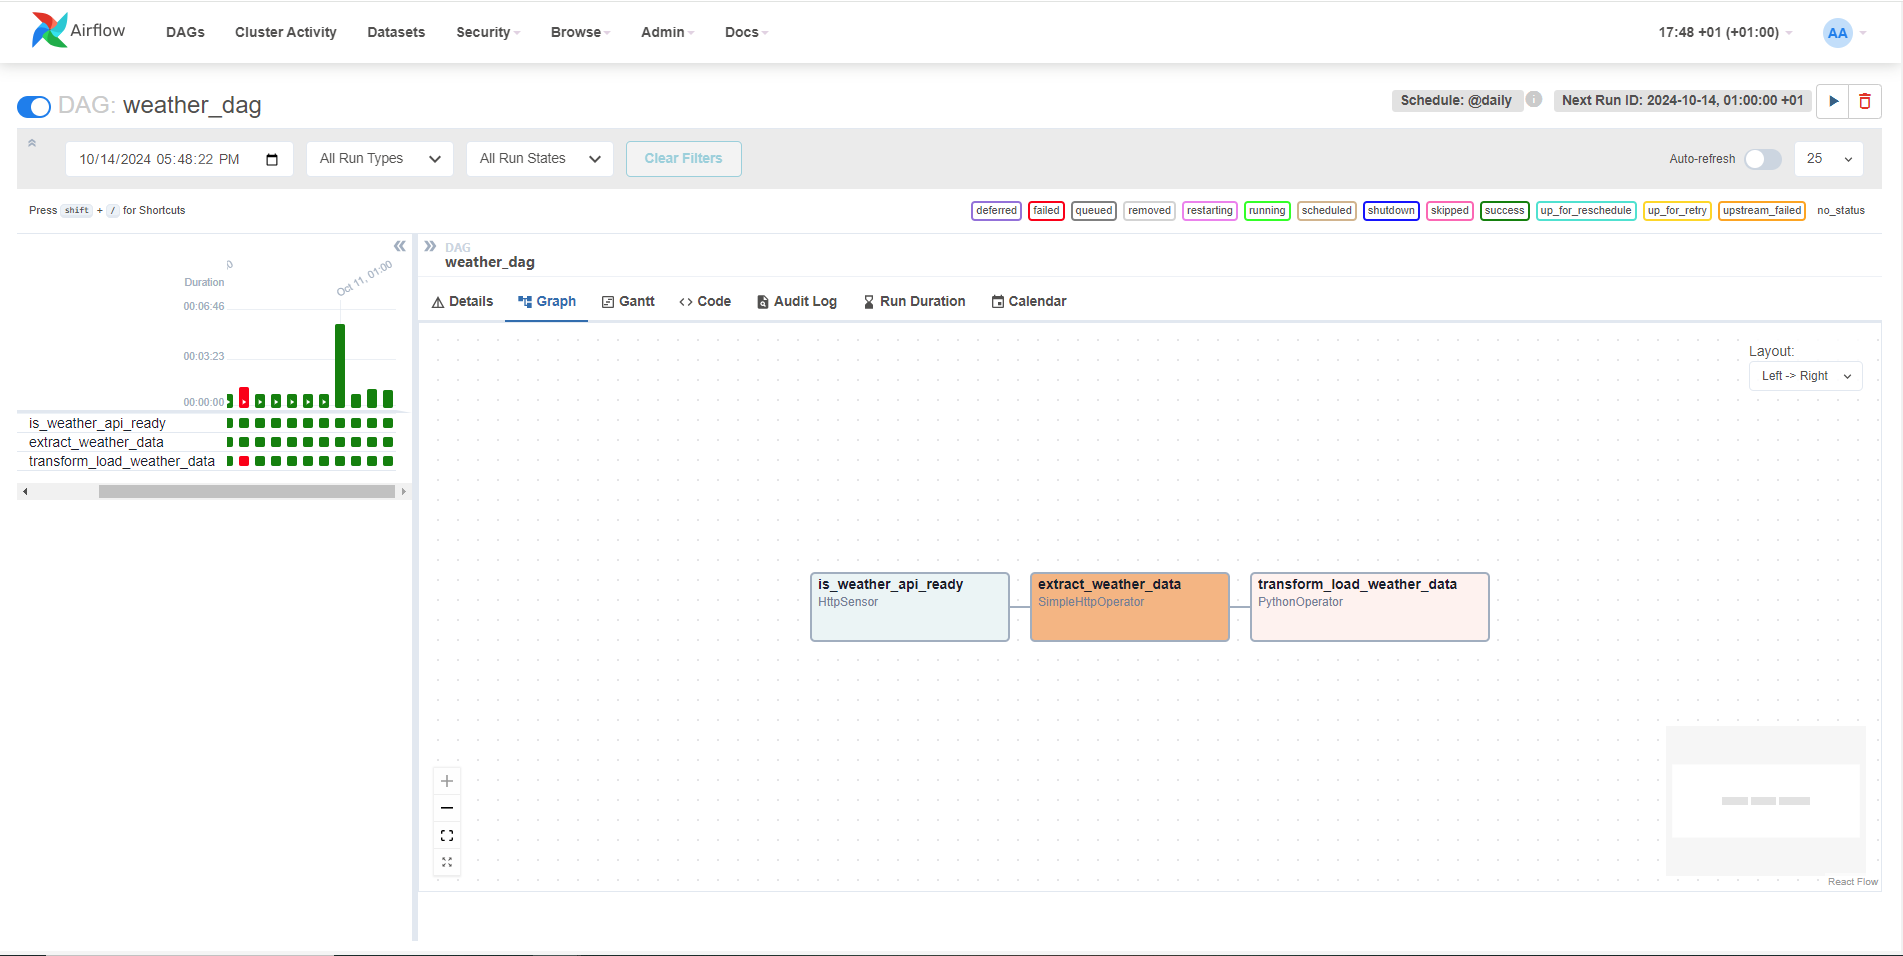 Airflow DAGs Cluster Activity Datasets Security Browse Admin Docs 17:48 +01 (+01:00) AA
DAG: weather_dag Schedule: @daily Next Run ID: 2024-10-14, 01:00:00 +01
10/14/2024 05:48:22 PM All Run Types All Run States Clear Filters Auto-refresh 25
Press shift + / for Shortcuts deferred failed queued removed restarting running scheduled shutdown skipped success up_for_reschedule up_for_retry upstream_failed no_status
Duration
Oct 11, 01:00
00:06:46
00:03:23
00:00:00
is_weather_api_ready
extract_weather_data
transform_load_weather_data
DAG
weather_dag
Details Graph Gantt Code Audit Log Run Duration Calendar
Layout:
Left -> Right
is_weather_api_ready
HttpSensor
extract_weather_data
SimpleHttpOperator
transform_load_weather_data
PythonOperator
React Flow